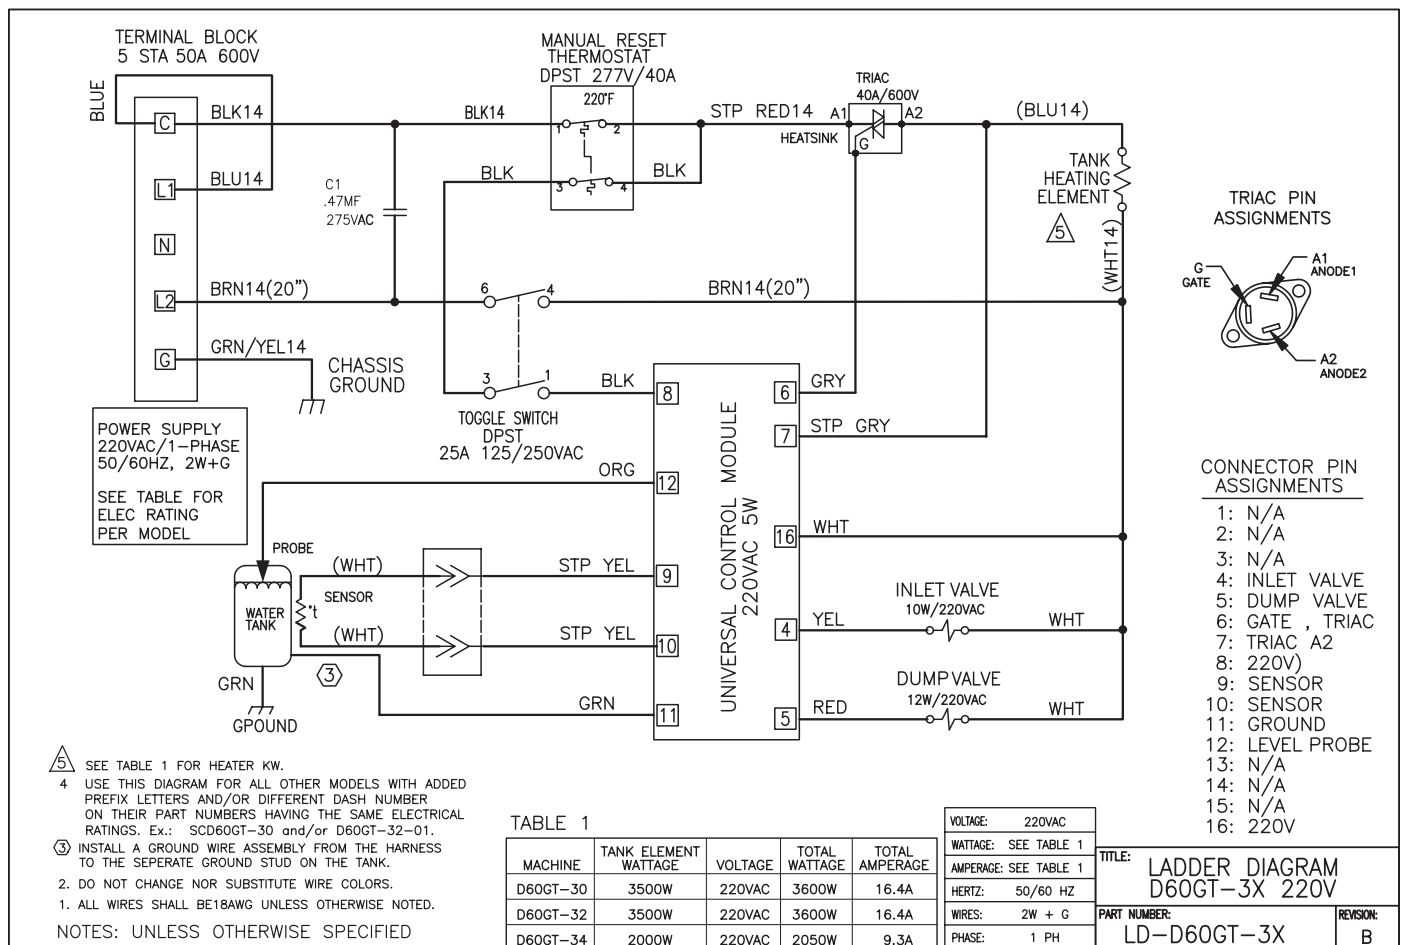 TERMINAL BLOCK
5 STA 50A 600V
BLUE
C
BLK14
L1
BLU14
N
L2
BRN14(20")
G
GRN/YEL14
CHASSIS
GROUND
C1
.47MF
275VAC
BLK14
MANUAL RESET
THERMOSTAT
DPST 277V/40A
220°F
1
2
3
4
BLK
BLK
STP RED14
TRIAC
40A/600V
A1
A2
G
HEATSINK
(BLU14)
TANK
HEATING
ELEMENT
5
(WHT14)
TRIAC PIN
ASSIGNMENTS
G
GATE
A1
ANODE1
A2
ANODE2
6
4
BRN14(20")
3
1
TOGGLE SWITCH
DPST
25A 125/250VAC
BLK
8
6
GRY
7
STP GRY
POWER SUPPLY
220VAC/1-PHASE
50/60HZ, 2W+G
SEE TABLE FOR
ELEC RATING
PER MODEL
ORG
12
UNIVERSAL CONTROL MODULE
220VAC 5W
16
WHT
PROBE
(WHT)
STP YEL
9
SENSOR
°t
WATER
TANK
(WHT)
STP YEL
10
3
GRN
GPOUND
GRN
11
INLET VALVE
10W/220VAC
4
YEL
WHT
DUMP VALVE
12W/220VAC
5
RED
WHT
CONNECTOR PIN
ASSIGNMENTS
1: N/A
2: N/A
3: N/A
4: INLET VALVE
5: DUMP VALVE
6: GATE , TRIAC
7: TRIAC A2
8: 220V)
9: SENSOR
10: SENSOR
11: GROUND
12: LEVEL PROBE
13: N/A
14: N/A
15: N/A
16: 220V
5 SEE TABLE 1 FOR HEATER KW.
4 USE THIS DIAGRAM FOR ALL OTHER MODELS WITH ADDED
PREFIX LETTERS AND/OR DIFFERENT DASH NUMBER
ON THEIR PART NUMBERS HAVING THE SAME ELECTRICAL
RATINGS. Ex.: SCD60GT-30 and/or D60GT-32-01.
3 INSTALL A GROUND WIRE ASSEMBLY FROM THE HARNESS
TO THE SEPERATE GROUND STUD ON THE TANK.
2. DO NOT CHANGE NOR SUBSTITUTE WIRE COLORS.
1. ALL WIRES SHALL BE18AWG UNLESS OTHERWISE NOTED.
NOTES: UNLESS OTHERWISE SPECIFIED
TABLE 1
MACHINE TANK ELEMENT WATTAGE VOLTAGE TOTAL WATTAGE TOTAL AMPERAGE
D60GT-30 3500W 220VAC 3600W 16.4A
D60GT-32 3500W 220VAC 3600W 16.4A
D60GT-34 2000W 220VAC 2050W 9.3A
VOLTAGE: 220VAC
WATTAGE: SEE TABLE 1
AMPERAGE: SEE TABLE 1
HERTZ: 50/60 HZ
WIRES: 2W + G
PHASE: 1 PH
TITLE: LADDER DIAGRAM
D60GT-3X 220V
PART NUMBER:
LD-D60GT-3X
REVISION:
B